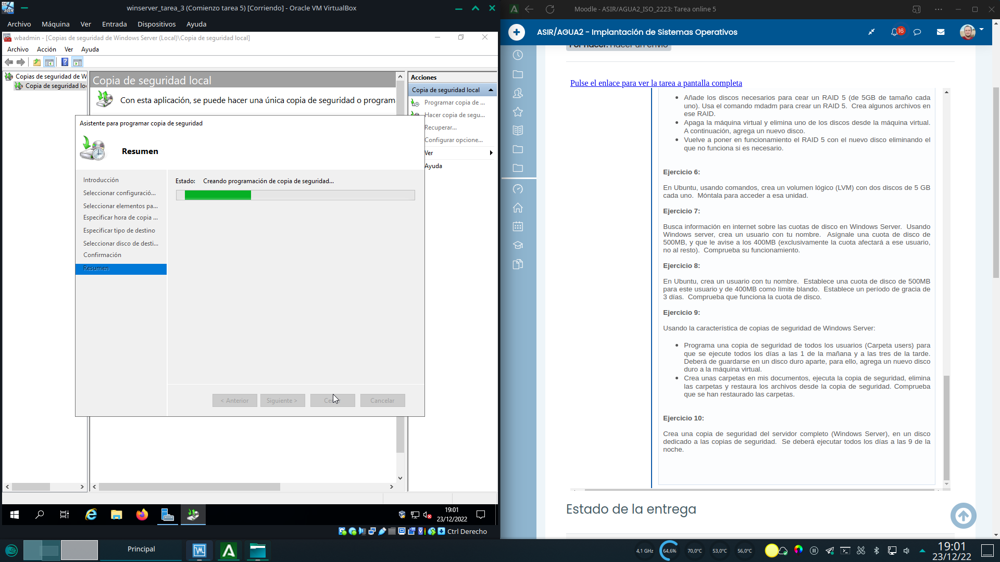 winserver_tarea_3 (Comienzo tarea 5) [Corriendo] - Oracle VM VirtualBox
Archivo Máquina Ver Entrada Dispositivos Ayuda
wbadmin - [Copias de seguridad de Windows Server (Local)\Copia de seguridad local]
Archivo Acción Ver Ayuda
Copias de seguridad de W
Copia de seguridad lo
Copia de seguridad local
Con esta aplicación, se puede hacer una única copia de seguridad o program
Acciones
Copia de seguridad local
Programar copia de ...
Hacer copia de segu...
Recuperar...
Configurar opcione...
Ver
Ayuda
Asistente para programar copia de seguridad
Resumen
Introducción
Seleccionar configuració...
Seleccionar elementos pa...
Especificar hora de copia ...
Especificar tipo de destino
Seleccionar disco de desti...
Confirmación
Resumen
Estado: Creando programación de copia de seguridad...
< Anterior
Siguiente >
Cancelar
19:01
23/12/2022
Ctrl Derecho
Moodle - ASIR/AGUA2_ISO_2223: Tarea online 5
ASIR/AGUA2 - Implantación de Sistemas Operativos
16
Por hacer: Hacer un envío
Pulse el enlace para ver la tarea a pantalla completa
• Añade los discos necesarios para cear un RAID 5 (de 5GB de tamaño cada
uno). Usa el comando mdadm para crear un RAID 5. Crea algunos archivos en
ese RAID.
• Apaga la máquina virtual y elimina uno de los discos desde la máquina virtual.
A continuación, agrega un nuevo disco.
• Vuelve a poner en funcionamiento el RAID 5 con el nuevo disco eliminando el
que no funciona si es necesario.
Ejercicio 6:
En Ubuntu, usando comandos, crea un volumen lógico (LVM) con dos discos de 5 GB
cada uno. Móntala para acceder a esa unidad.
Ejercicio 7:
Busca información en internet sobre las cuotas de disco en Windows Server. Usando
Windows server, crea un usuario con tu nombre. Asígnale una cuota de disco de
500MB, y que le avise a los 400MB (exclusivamente la cuota afectará a ese usuario,
no al resto). Comprueba su funcionamiento.
Ejercicio 8:
En Ubuntu, crea un usuario con tu nombre. Establece una cuota de disco de 500MB
para este usuario y de 400MB como límite blando. Establece un período de gracia de
3 días. Comprueba que funciona la cuota de disco.
Ejercicio 9:
Usando la característica de copias de seguridad de Windows Server:
• Programa una copia de seguridad de todos los usuarios (Carpeta users) para
que se ejecute todos los días a las 1 de la mañana y a las tres de la tarde.
Deberá de guardarse en un disco duro aparte, para ello, agrega un nuevo disco
duro a la máquina virtual.
• Crea unas carpetas en mis documentos, ejecuta la copia de seguridad, elimina
las carpetas y restaura los archivos desde la copia de seguridad. Comprueba
que se han restaurado las carpetas.
Ejercicio 10:
Crea una copia de seguridad del servidor completo (Windows Server), en un disco
dedicado a las copias de seguridad. Se deberá ejecutar todos los días a las 9 de la
noche.
Estado de la entrega
Principal
4,1 GHz 64,6% 70,0°C 53,0°C 56,0°C
19:01
23/12/22